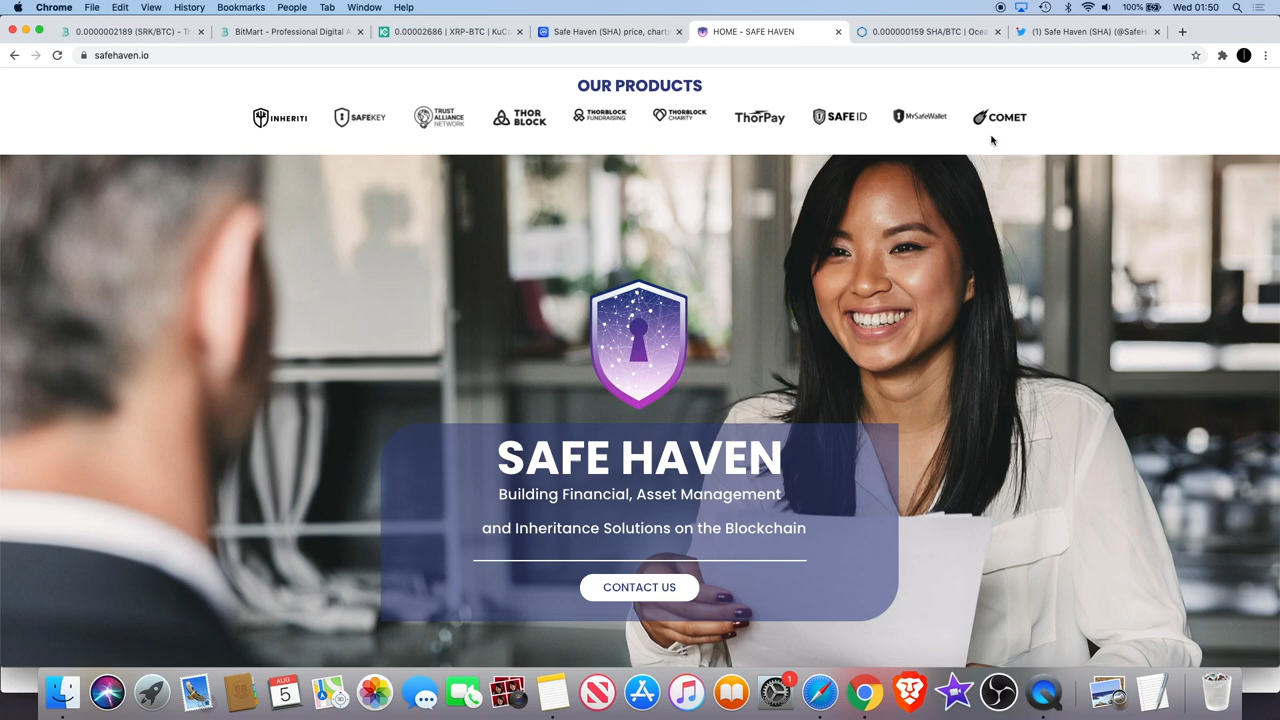 Chrome File Edit View History Bookmarks People Tab Window Help 100% Wed 01:50
0.0000002189 (SRK/BTC) - Tr
BitMart - Professional Digital A
0.00002686 | XRP-BTC | KuCo
Safe Haven (SHA) price, chart
HOME - SAFE HAVEN
0.000000159 SHA/BTC | Ocea
(1) Safe Haven (SHA) (@SafeH
safehaven.io
OUR PRODUCTS
INHERITI
SAFEKEY
TRUST
ALLIANCE
NETWORK
THOR
BLOCK
THORBLOCK
FUNDRAISING
THORBLOCK
CHARITY
ThorPay
SAFE ID
MySafeWallet
COMET
SAFE HAVEN
Building Financial, Asset Management
and Inheritance Solutions on the Blockchain
CONTACT US
AUG
5
1